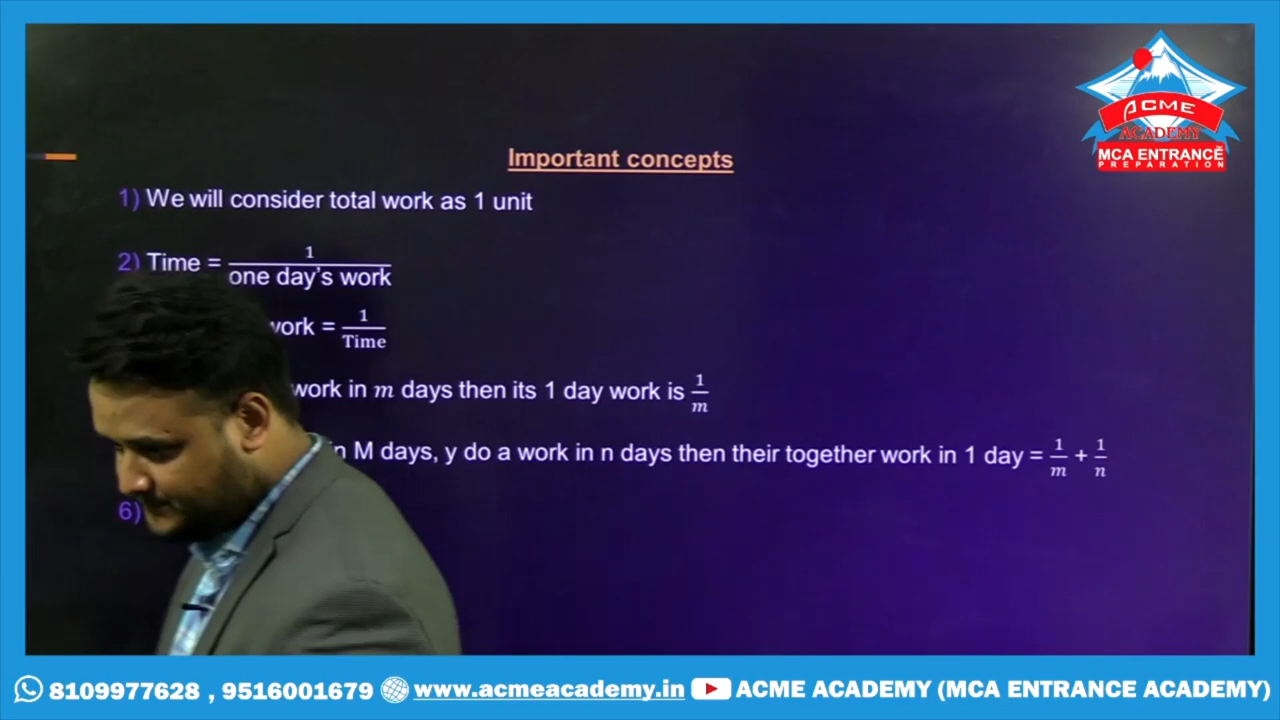 ACME
ACADEMY
MCA ENTRANCE
PREPARATION
Important concepts
1) We will consider total work as 1 unit
2) Time = 1/one day's work
work = 1/Time
work in m days then its 1 day work is 1/m
in M days, y do a work in n days then their together work in 1 day = 1/m + 1/n
6)
8109977628 , 9516001679 www.acmeacademy.in ACME ACADEMY (MCA ENTRANCE ACADEMY)